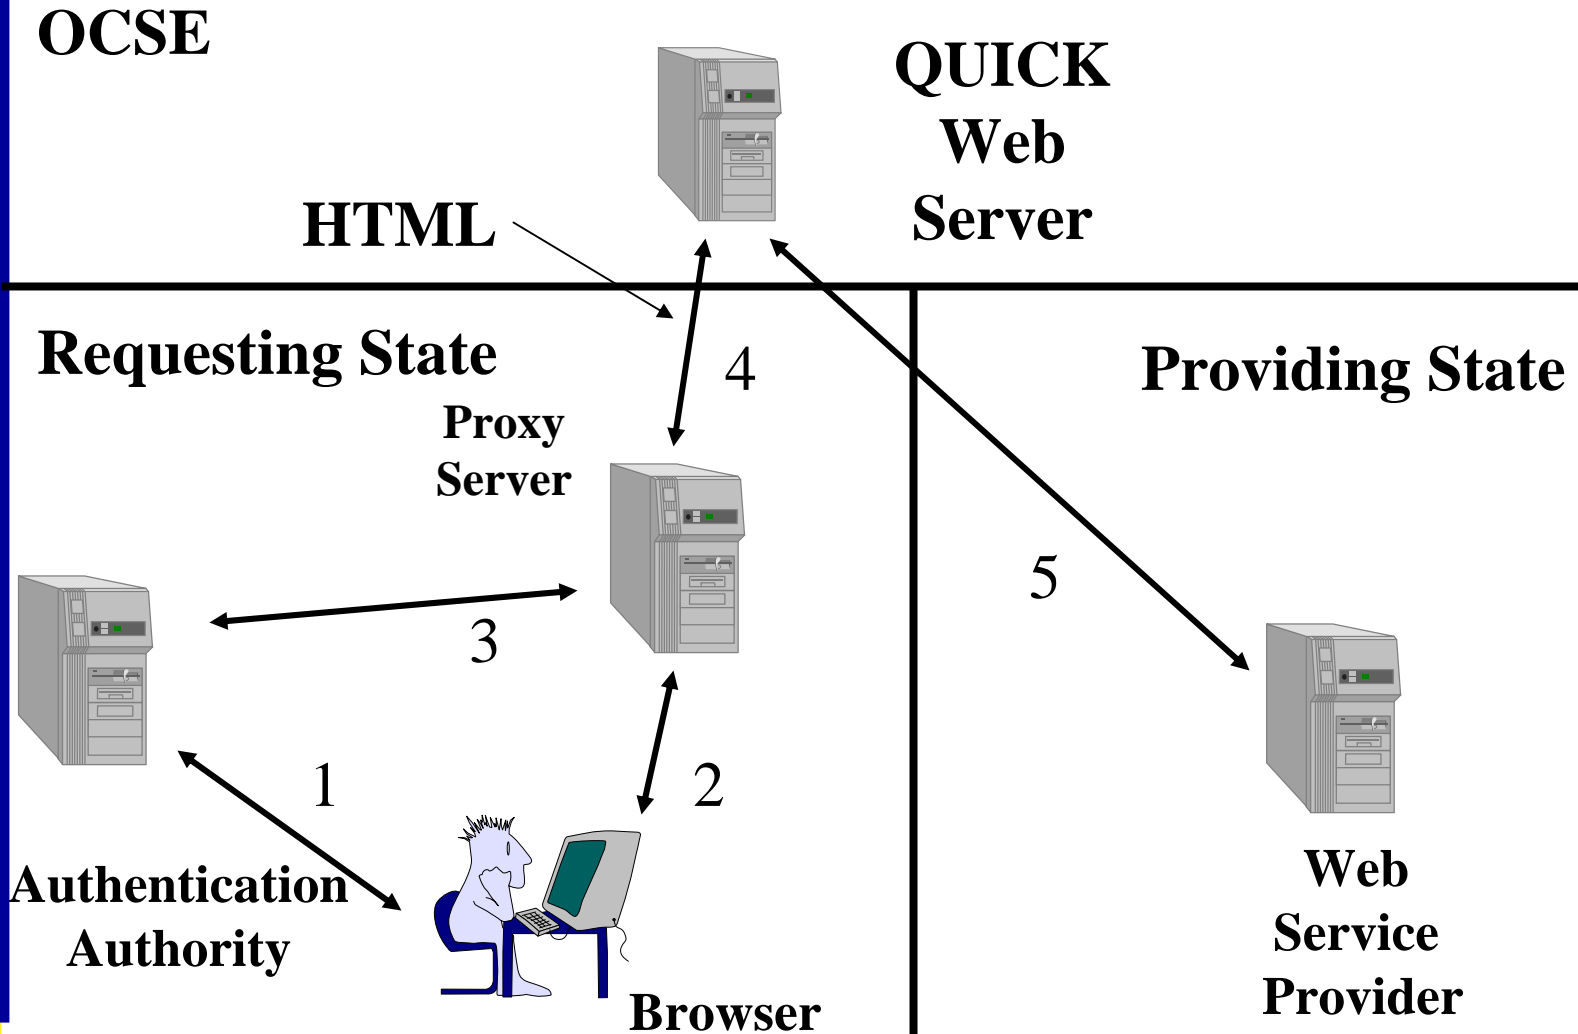 OCSE
QUICK
Web
Server
HTML
Requesting State
Providing State
4
Proxy
Server
5
3
1
2
Authentication
Authority
Browser
Web
Service
Provider